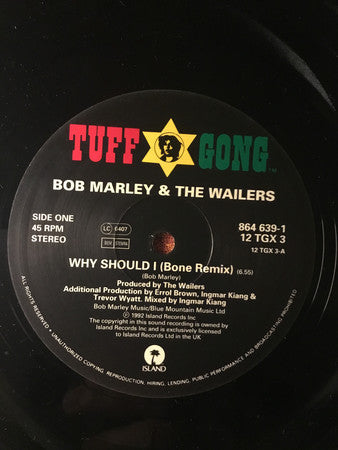 TUFF GONG
BOB MARLEY & THE WAILERS
SIDE ONE
45 RPM
STEREO
LC 6407
BIEM/STEMRA
864 639-1
12 TGX 3
12 TGX 3-A
WHY SHOULD I (Bone Remix) (6.55)
(Bob Marley)
Produced by The Wailers
Additional Production by Errol Brown, Ingmar Kiang &
Trevor Wyatt. Mixed by Ingmar Kiang
Bob Marley Music/Blue Mountain Music Ltd
℗ 1992 Island Records Inc
The copyright in this sound recording is owned by
Island Records Inc and is exclusively licensed
to Island Records Ltd in the UK
ISLAND
ALL RIGHTS RESERVED. UNAUTHORIZED COPYING, REPRODUCTION, HIRING, LENDING, PUBLIC PERFORMANCE AND BROADCASTING PROHIBITED